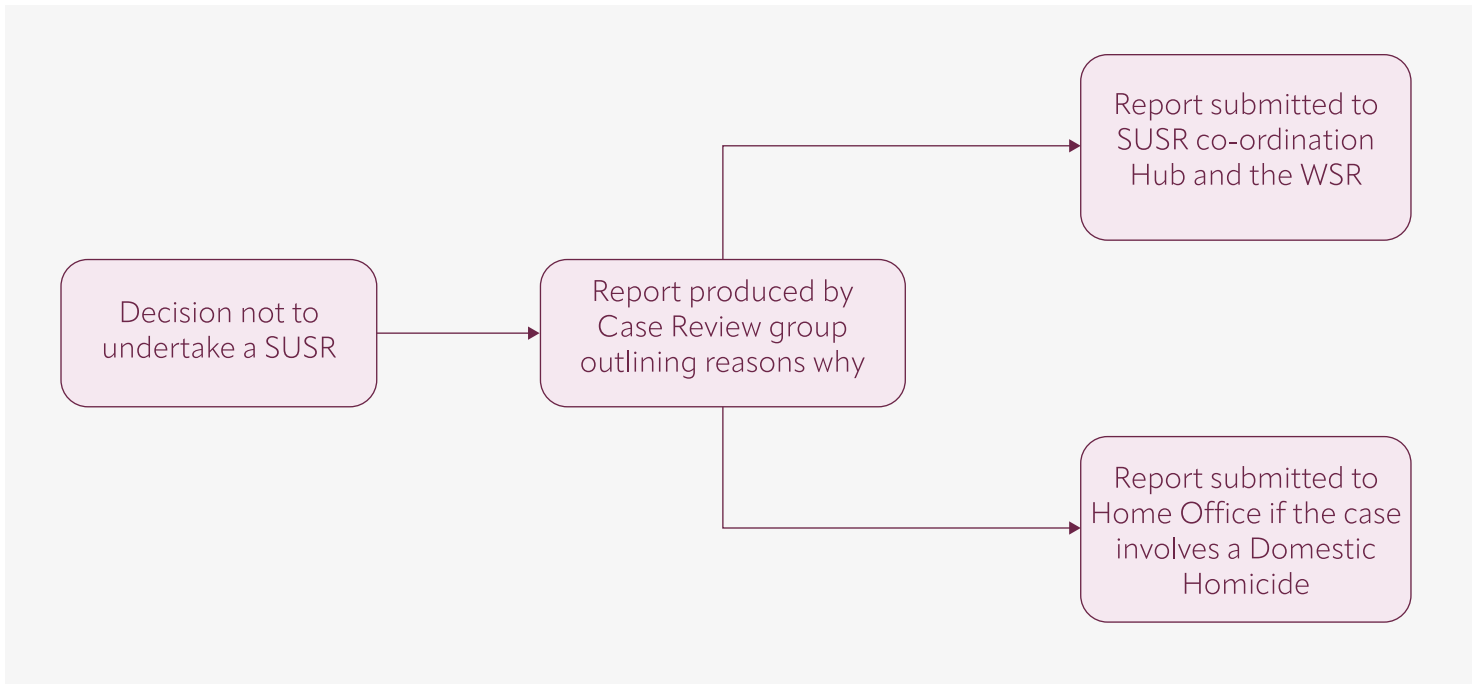 Decision not to
undertake a SUSR
Report produced by
Case Review group
outlining reasons why
Report submitted to
SUSR co-ordination
Hub and the WSR
Report submitted to
Home Office if the case
involves a Domestic
Homicide